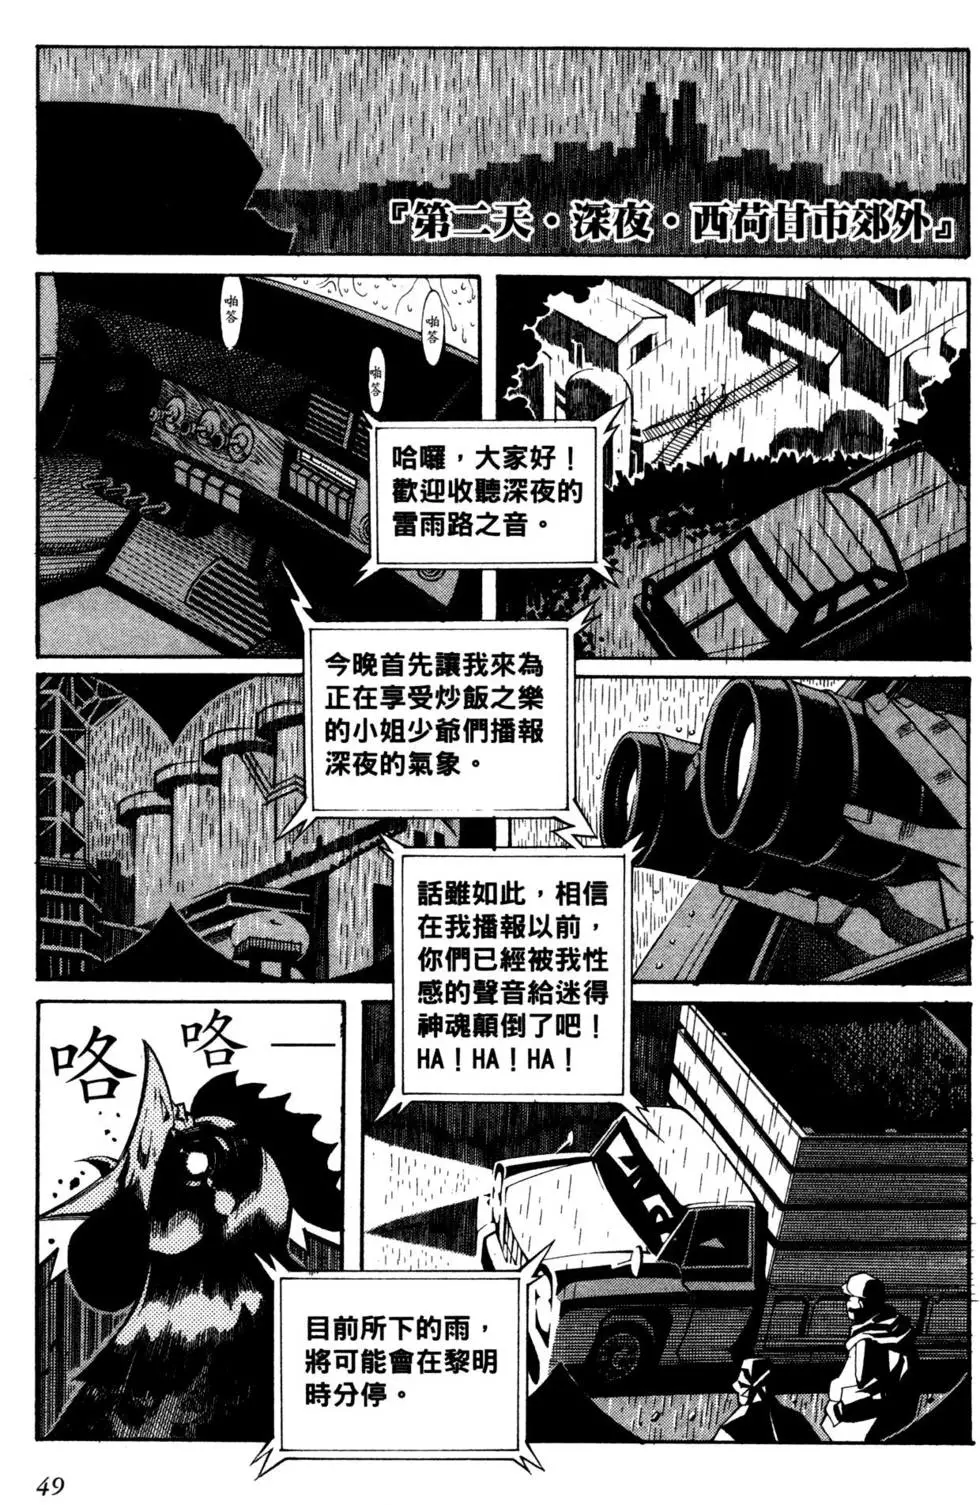 『第二天・深夜・西荷甘市郊外』
啪答
啪答
啪答
哈囉，大家好！
歡迎收聽深夜的
雷雨路之音。
今晚首先讓我來為
正在享受炒飯之樂
的小姐少爺們播報
深夜的氣象。
話雖如此，相信
在我播報以前，
你們已經被我性
感的聲音給迷得
神魂顛倒了吧！
HA！HA！HA！
咯咯——
目前所下的雨，
將可能會在黎明
時分停。
49